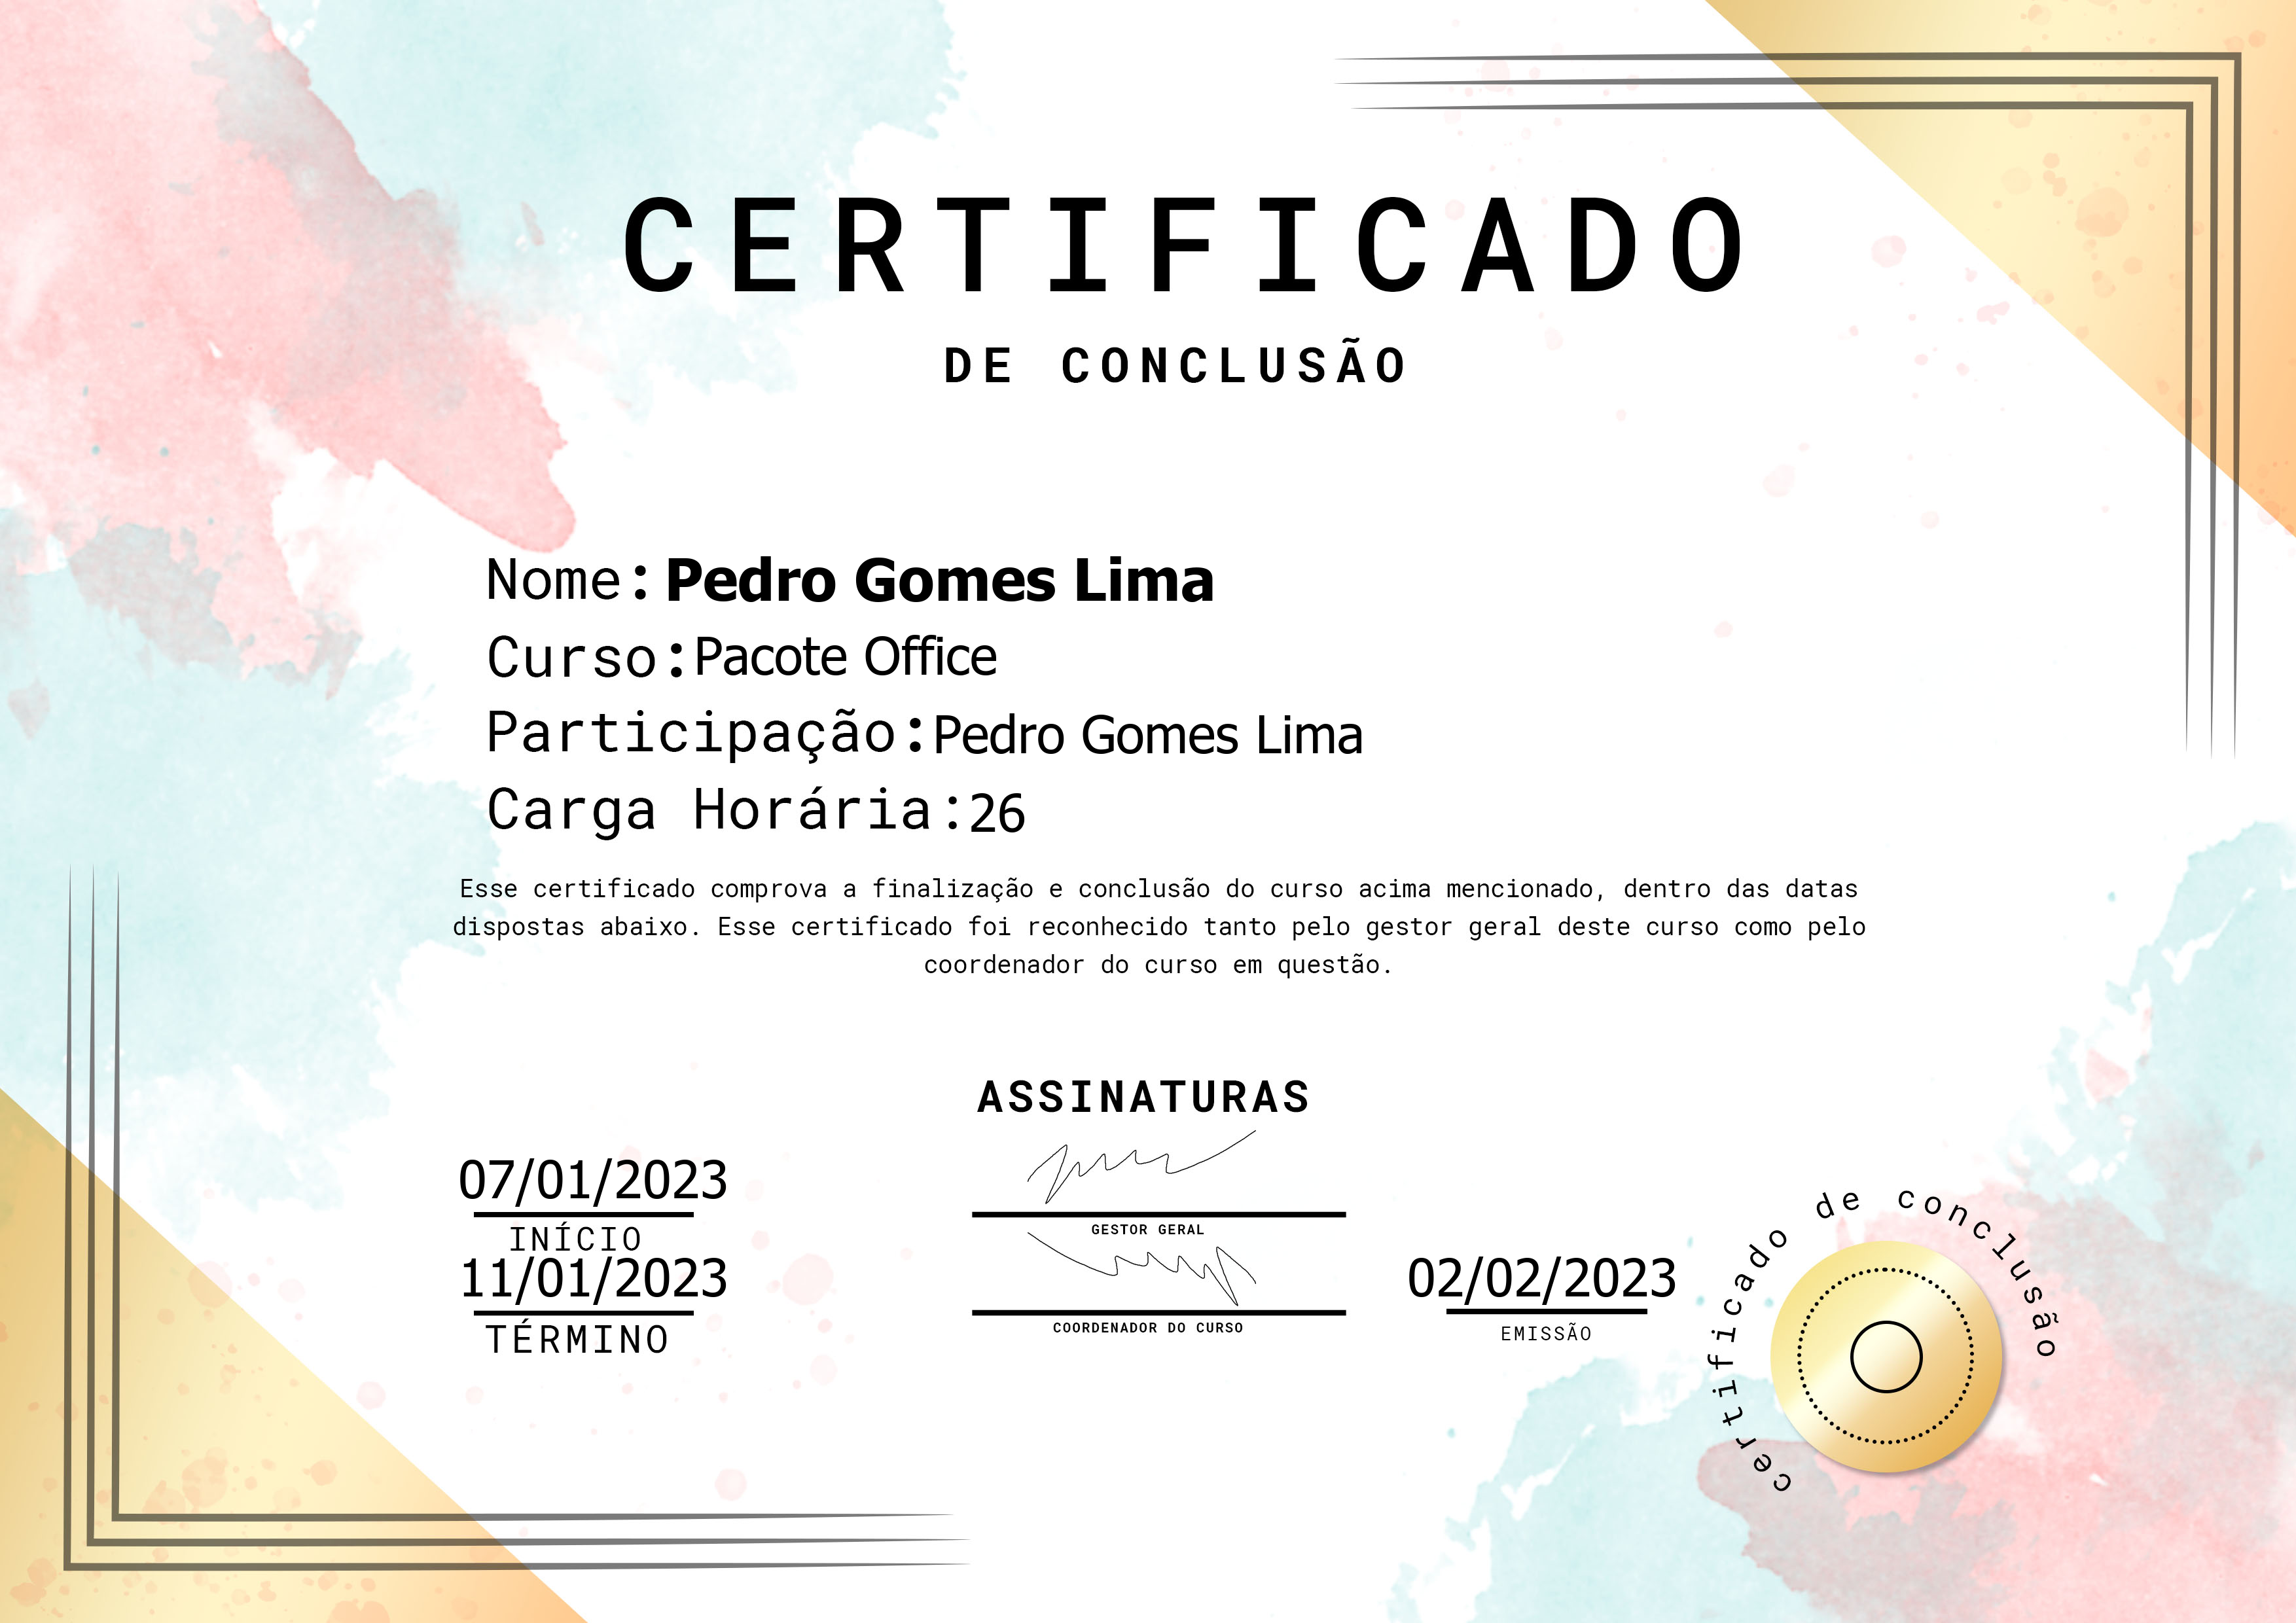 CERTIFICADO
DE CONCLUSÃO
Nome: Pedro Gomes Lima
Curso:Pacote Office
Participação:Pedro Gomes Lima
Carga Horária:26
Esse certificado comprova a finalização e conclusão do curso acima mencionado, dentro das datas
dispostas abaixo. Esse certificado foi reconhecido tanto pelo gestor geral deste curso como pelo
coordenador do curso em questão.
ASSINATURAS
07/01/2023
INÍCIO
GESTOR GERAL
11/01/2023
TÉRMINO
COORDENADOR DO CURSO
02/02/2023
EMISSÃO
certificado de conclusão